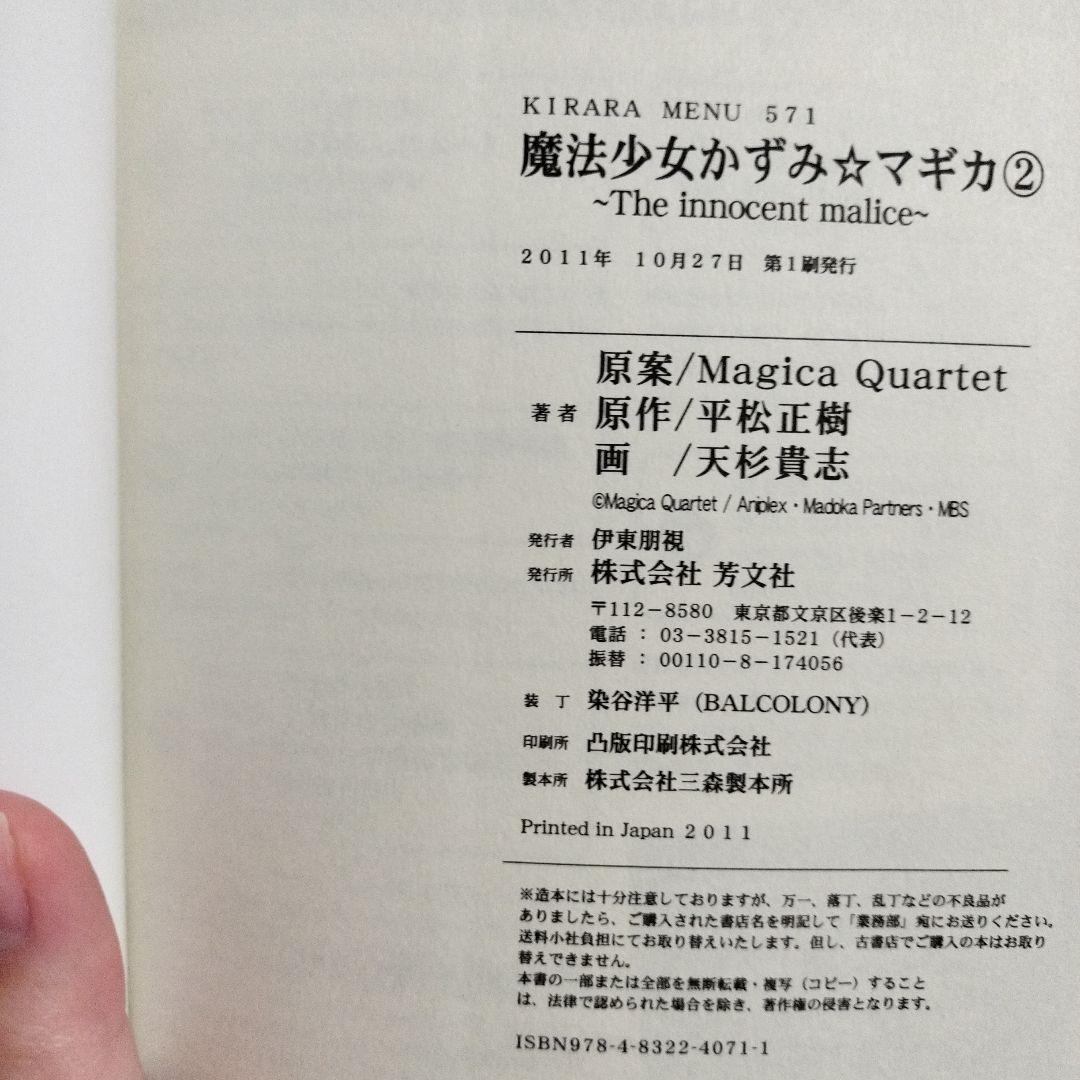 KIRARA MENU 571
魔法少女かずみ☆マギカ②
~The innocent malice~
2011年 10月27日 第1刷発行
原案/Magica Quartet
著者 原作/平松正樹
画 /天杉貴志
©Magica Quartet / Aniplex・Madoka Partners・MBS
発行者 伊東朋視
発行所 株式会社 芳文社
〒112－8580 東京都文京区後楽1－2－12
電話 : 03－3815－1521（代表）
振替 : 00110－8－174056
装丁 染谷洋平（BALCOLONY）
印刷所 凸版印刷株式会社
製本所 株式会社三森製本所
Printed in Japan 2011
※造本には十分注意しておりますが、万一、落丁、乱丁などの不良品が
ありましたら、ご購入された書店名を明記して「業務部」宛にお送りください。
送料小社負担にてお取り替えいたします。但し、古書店でご購入の本はお取り
替えできません。
本書の一部または全部を無断転載・複写（コピー）すること
は、法律で認められた場合を除き、著作権の侵害となります。
ISBN978-4-8322-4071-1